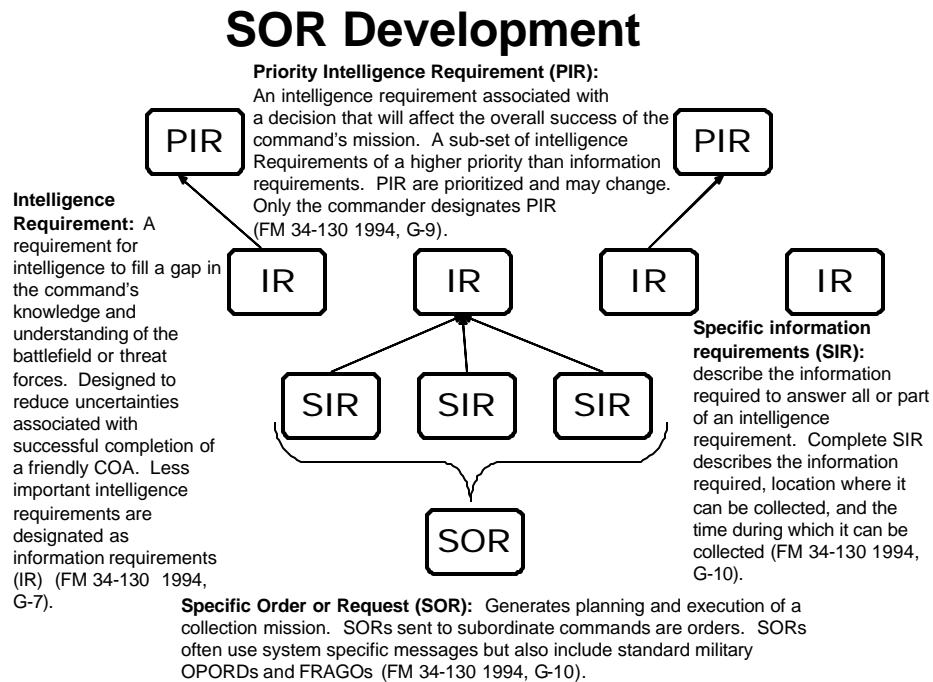 SOR Development
Priority Intelligence Requirement (PIR):
An intelligence requirement associated with
a decision that will affect the overall success of the
command's mission. A sub-set of intelligence
Requirements of a higher priority than information
requirements. PIR are prioritized and may change.
Only the commander designates PIR
(FM 34-130 1994, G-9).
PIR
PIR
Intelligence
Requirement: A
requirement for
intelligence to fill a gap in
the command's
knowledge and
understanding of the
battlefield or threat
forces. Designed to
reduce uncertainties
associated with
successful completion of
a friendly COA. Less
important intelligence
requirements are
designated as
information requirements
(IR) (FM 34-130 1994,
G-7).
IR
IR
IR
IR
Specific information
requirements (SIR):
describe the information
required to answer all or part
of an intelligence
requirement. Complete SIR
describes the information
required, location where it
can be collected, and the
time during which it can be
collected (FM 34-130 1994,
G-10).
SIR
SIR
SIR
SOR
Specific Order or Request (SOR): Generates planning and execution of a
collection mission. SORs sent to subordinate commands are orders. SORs
often use system specific messages but also include standard military
OPORDs and FRAGOs (FM 34-130 1994, G-10).